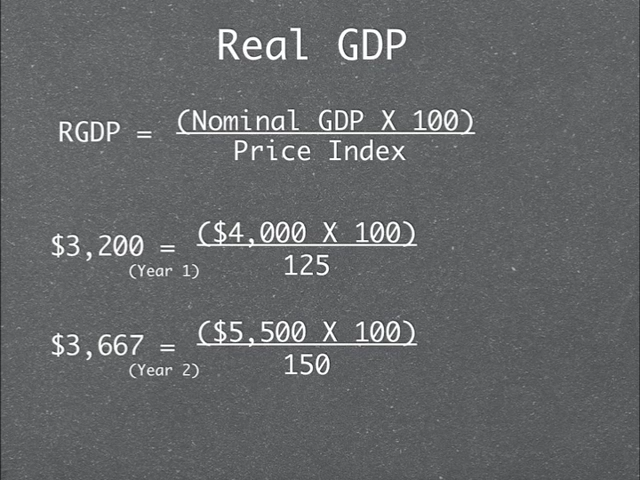 Real GDP
RGDP = (Nominal GDP X 100)
Price Index
$3,200 = ($4,000 X 100)
(Year 1) 125
$3,667 = ($5,500 X 100)
(Year 2) 150